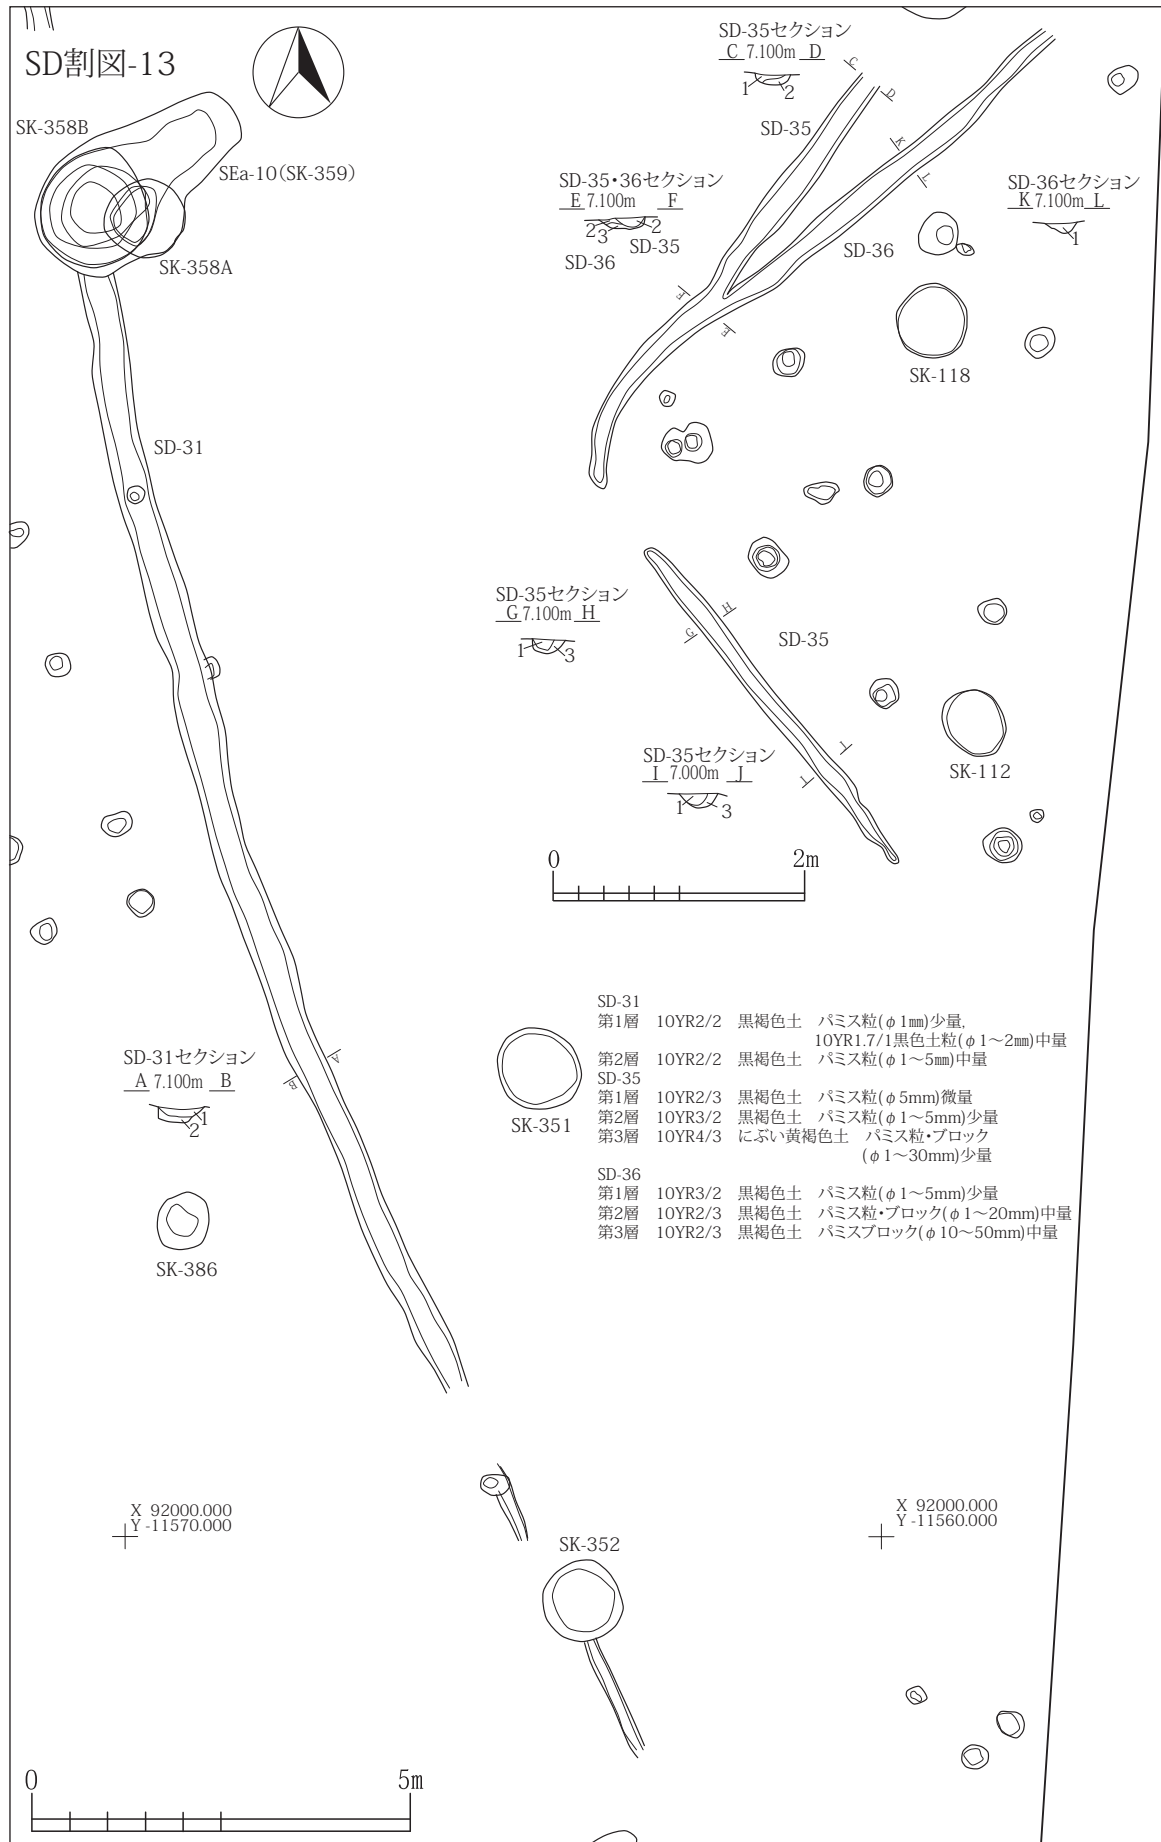 SD割図-13
SK-358B
SEa-10(SK-359)
SK-358A
SD-31
SD-35セクション
C 7.100m D
1 2
C
D
SD-35
K
L
SD-35・36セクション
E 7.100m F
2 3 2
SD-35
SD-36
SD-36セクション
K 7.100m L
1
SD-36
F
E
SK-118
SD-35セクション
G 7.100m H
1 3
H
G
SD-35
SK-112
SD-35セクション
I 7.000m J
1 3
0 2m
SD-31
第1層 10YR2/2 黒褐色土 パミス粒(φ1㎜)少量,
10YR1.7/1黒色土粒(φ1～2㎜)中量
第2層 10YR2/2 黒褐色土 パミス粒(φ1～5㎜)中量
SD-35
第1層 10YR2/3 黒褐色土 パミス粒(φ5mm)微量
第2層 10YR3/2 黒褐色土 パミス粒(φ1～5mm)少量
第3層 10YR4/3 にぶい黄褐色土 パミス粒・ブロック
(φ1～30mm)少量
SD-36
第1層 10YR3/2 黒褐色土 パミス粒(φ1～5mm)少量
第2層 10YR2/3 黒褐色土 パミス粒・ブロック(φ1～20mm)中量
第3層 10YR2/3 黒褐色土 パミスブロック(φ10～50mm)中量
SK-351
SD-31セクション
A 7.100m B
1
2
A
B
SK-386
X 92000.000
Y -11570.000
X 92000.000
Y -11560.000
SK-352
0 5m